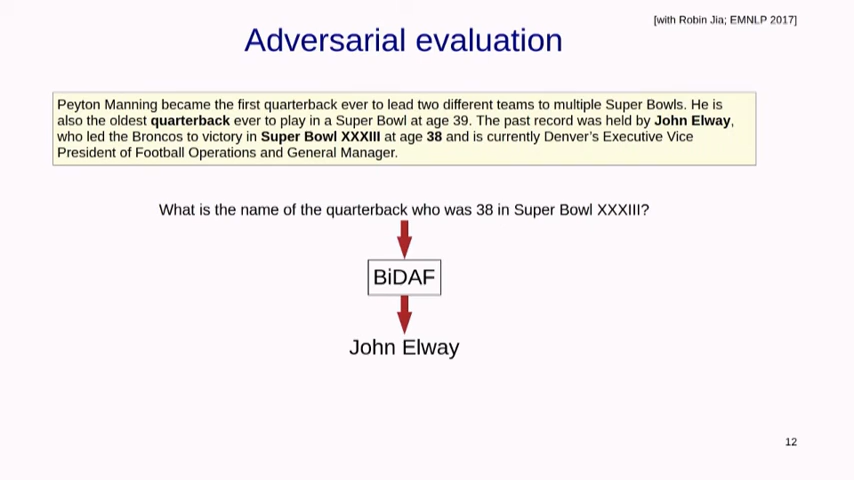 [with Robin Jia; EMNLP 2017]
Adversarial evaluation
Peyton Manning became the first quarterback ever to lead two different teams to multiple Super Bowls. He is
also the oldest quarterback ever to play in a Super Bowl at age 39. The past record was held by John Elway,
who led the Broncos to victory in Super Bowl XXXIII at age 38 and is currently Denver's Executive Vice
President of Football Operations and General Manager.
What is the name of the quarterback who was 38 in Super Bowl XXXIII?
BiDAF
John Elway
12